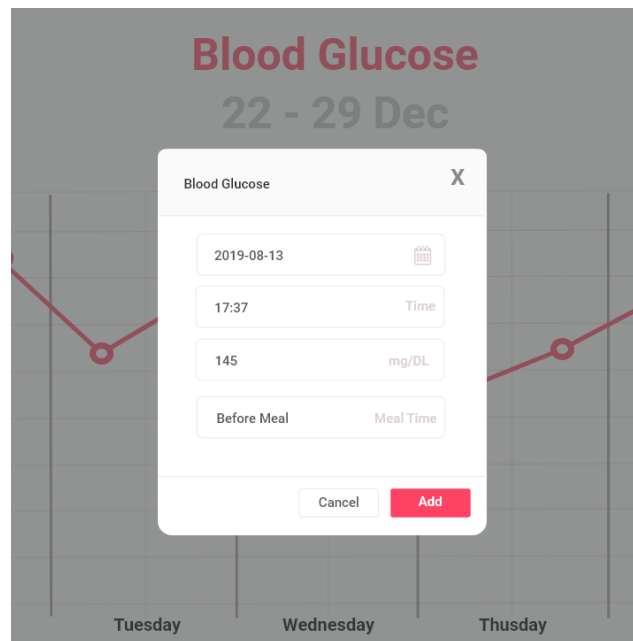 Blood Glucose
22 - 29 Dec
Blood Glucose X
2019-08-13
17:37 Time
145 mg/DL
Before Meal Meal Time
Cancel Add
Tuesday Wednesday Thusday